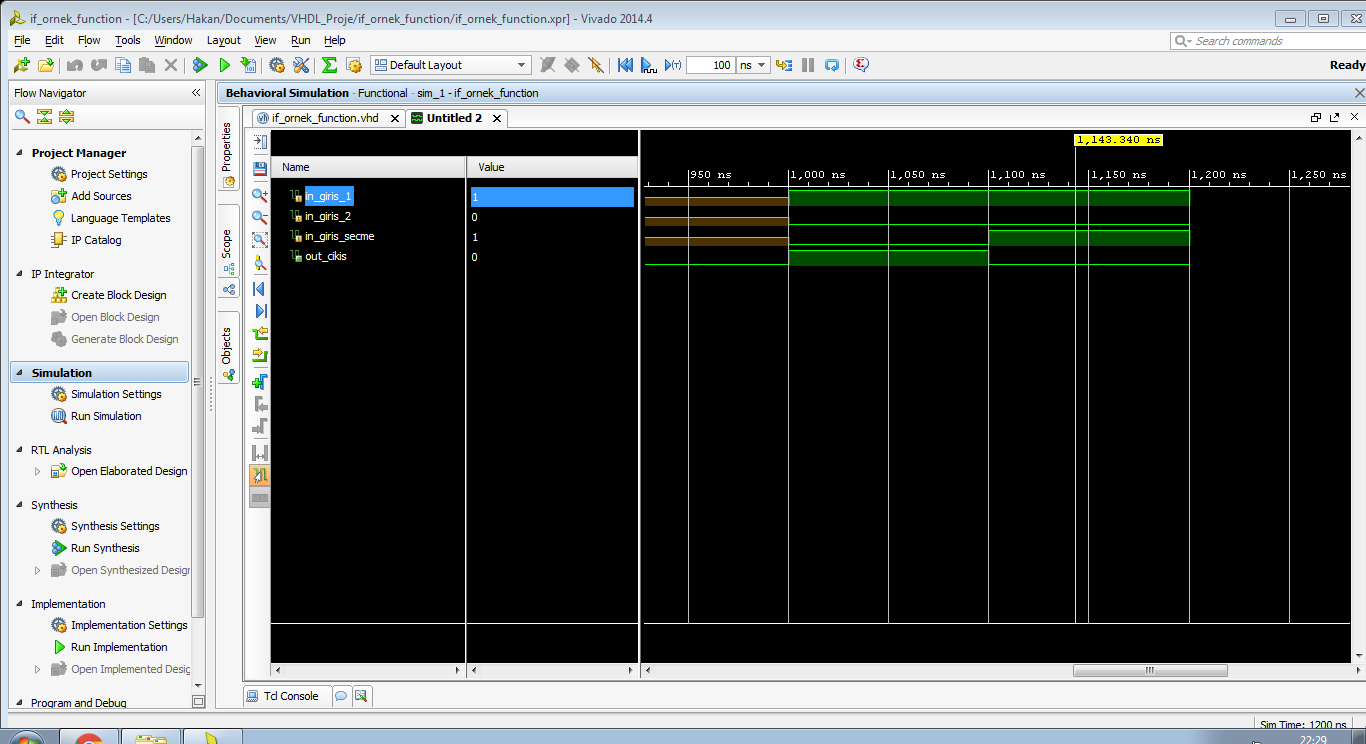 if_ornek_function - [C:/Users/Hakan/Documents/VHDL_Proje/if_ornek_function/if_ornek_function.xpr] - Vivado 2014.4
File Edit Flow Tools Window Layout View Run Help
Search commands
Default Layout
(T)
100 ns
Ready
Flow Navigator
Behavioral Simulation - Functional - sim_1 - if_ornek_function
if_ornek_function.vhd
Untitled 2
Project Manager
Project Settings
Add Sources
Language Templates
IP Catalog
IP Integrator
Create Block Design
Open Block Design
Generate Block Design
Simulation
Simulation Settings
Run Simulation
RTL Analysis
Open Elaborated Design
Synthesis
Synthesis Settings
Run Synthesis
Open Synthesized Desigr
Implementation
Implementation Settings
Run Implementation
Open Implemented Desig
Program and Debug
Properties
Scope
Objects
Name Value
in_giris_1 1
in_giris_2 0
in_giris_secme 1
out_cikis 0
1,143.340 ns
950 ns 1,000 ns 1,050 ns 1,100 ns 1,150 ns 1,200 ns 1,250 ns
Tcl Console
Sim Time: 1200 ns
22:29